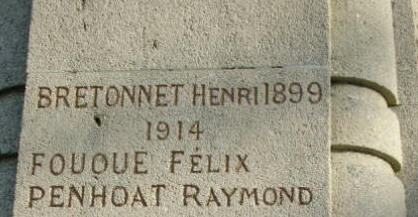 BRETONNET HENRI 1899
1914
FOUQUE FÉLIX
PENHOAT RAYMOND